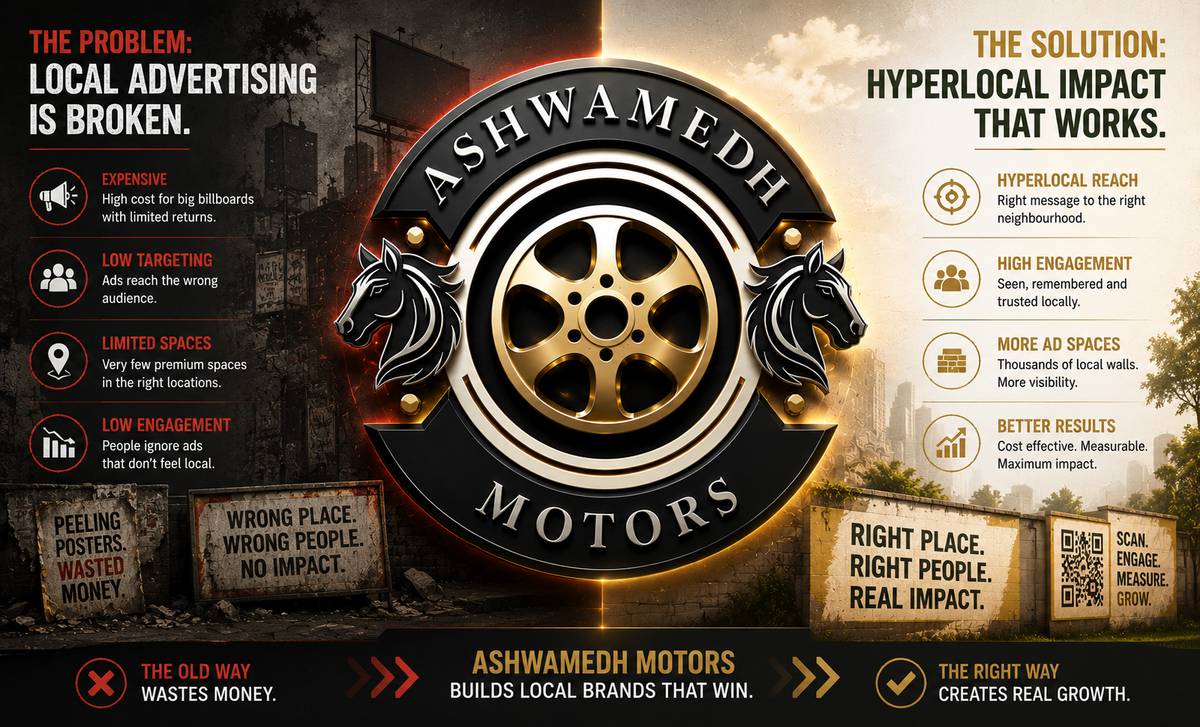 THE PROBLEM:
LOCAL ADVERTISING
IS BROKEN.
EXPENSIVE
High cost for big billboards
with limited returns.
LOW TARGETING
Ads reach the wrong
audience.
LIMITED SPACES
Very few premium spaces
in the right locations.
LOW ENGAGEMENT
People ignore ads
that don't feel local.
PEELING
POSTERS.
WASTED
MONEY.
WRONG PLACE.
WRONG PEOPLE.
NO IMPACT.
ASHWAMEDH
MOTORS
THE SOLUTION:
HYPERLOCAL IMPACT
THAT WORKS.
HYPERLOCAL REACH
Right message to the right
neighbourhood.
HIGH ENGAGEMENT
Seen, remembered and
trusted locally.
MORE AD SPACES
Thousands of local walls.
More visibility.
BETTER RESULTS
Cost effective. Measurable.
Maximum impact.
RIGHT PLACE.
RIGHT PEOPLE.
REAL IMPACT.
SCAN.
ENGAGE.
MEASURE.
GROW.
THE OLD WAY
WASTES MONEY.
ASHWAMEDH MOTORS
BUILDS LOCAL BRANDS THAT WIN.
THE RIGHT WAY
CREATES REAL GROWTH.